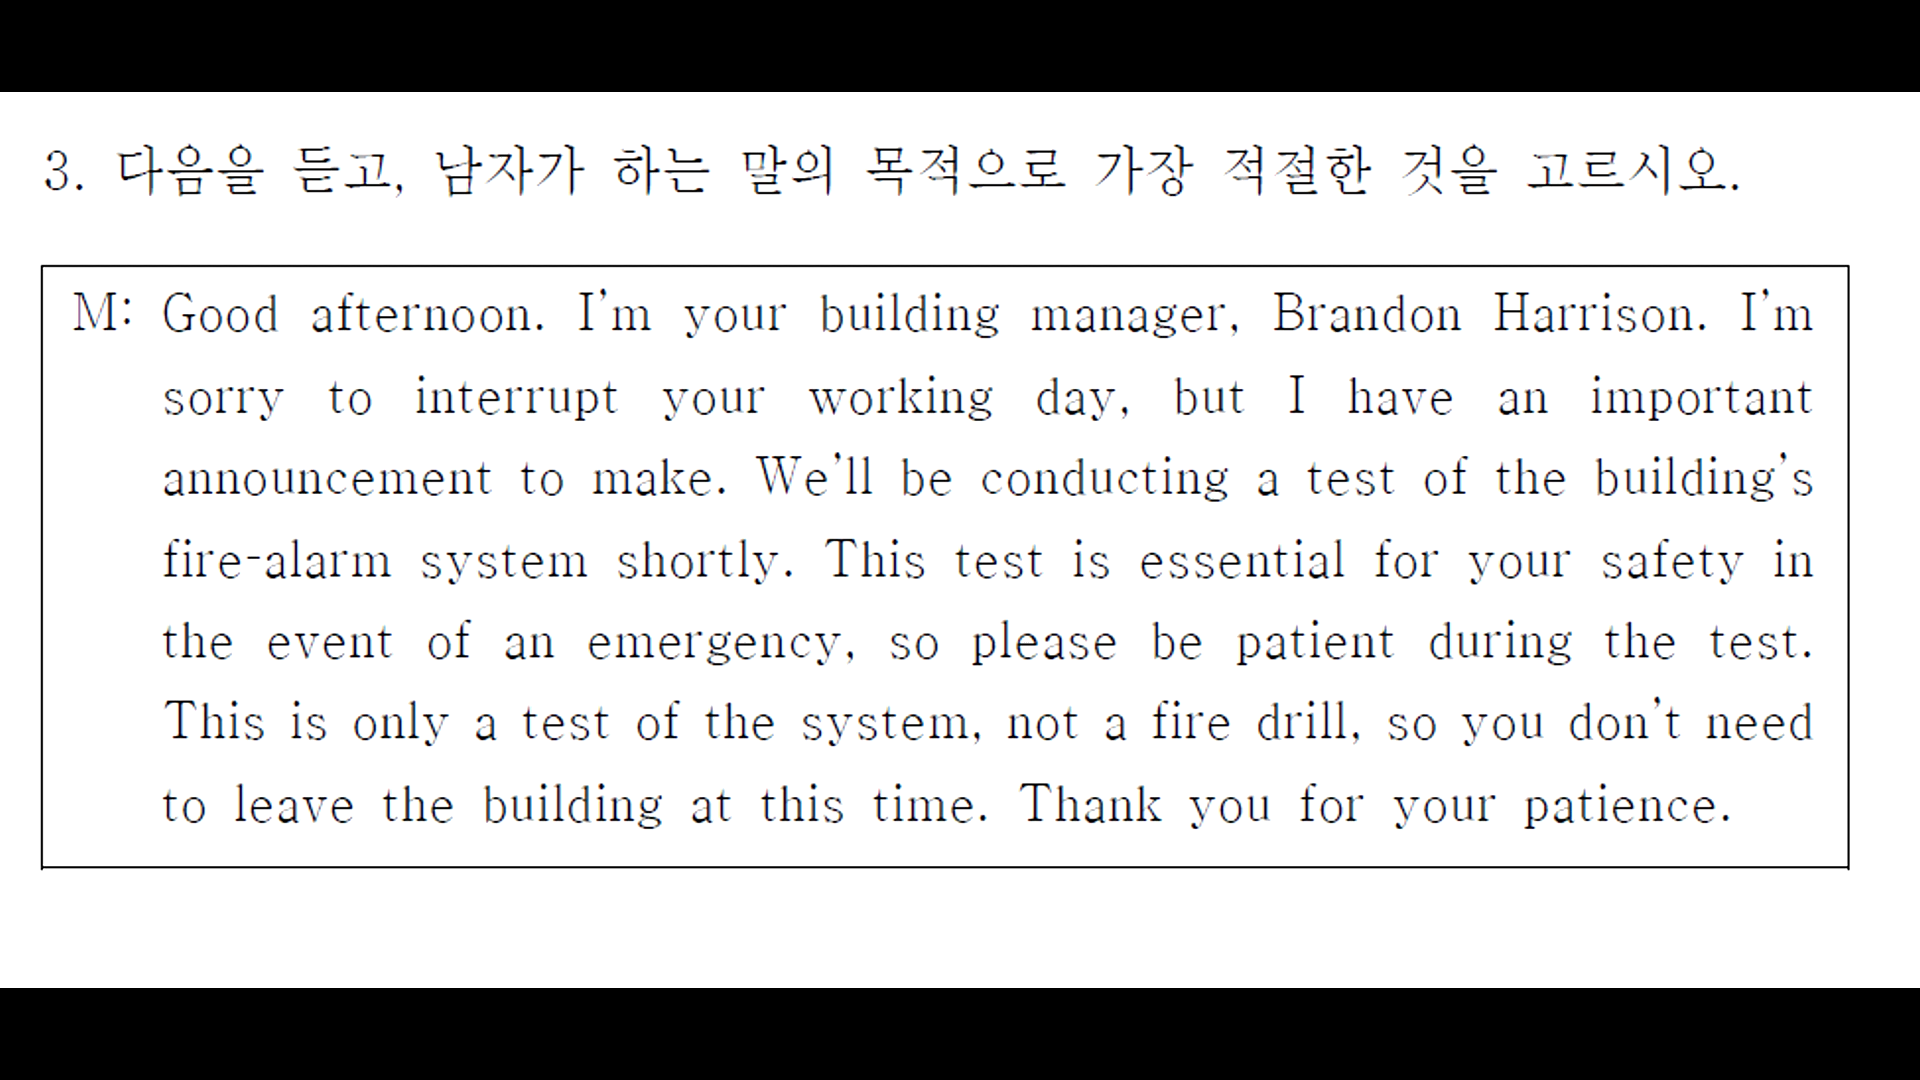 3. 다음을 듣고, 남자가 하는 말의 목적으로 가장 적절한 것을 고르시오.
M: Good afternoon. I’m your building manager, Brandon Harrison. I’m
sorry to interrupt your working day, but I have an important
announcement to make. We’ll be conducting a test of the building’s
fire-alarm system shortly. This test is essential for your safety in
the event of an emergency, so please be patient during the test.
This is only a test of the system, not a fire drill, so you don’t need
to leave the building at this time. Thank you for your patience.